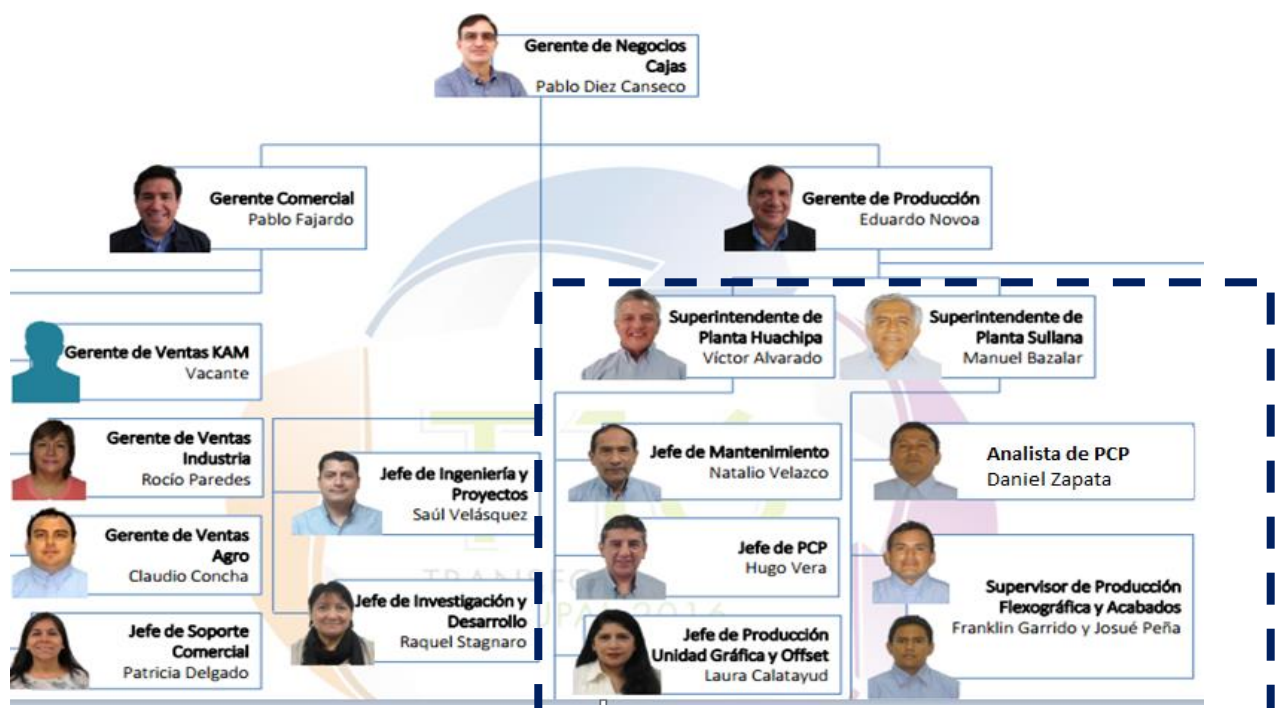 Gerente de Negocios
Cajas
Pablo Diez Canseco
Gerente Comercial
Pablo Fajardo
Gerente de Producción
Eduardo Novoa
Gerente de Ventas KAM
Vacante
Gerente de Ventas
Industria
Rocío Paredes
Gerente de Ventas
Agro
Claudio Concha
Jefe de Soporte
Comercial
Patricia Delgado
Jefe de Ingeniería y
Proyectos
Saúl Velásquez
Jefe de Investigación y
Desarrollo
Raquel Stagnaro
Superintendente de
Planta Huachipa
Víctor Alvarado
Jefe de Mantenimiento
Natalio Velazco
Jefe de PCP
Hugo Vera
Jefe de Producción
Unidad Gráfica y Offset
Laura Calatayud
Superintendente de
Planta Sullana
Manuel Bazalar
Analista de PCP
Daniel Zapata
Supervisor de Producción
Flexográfica y Acabados
Franklin Garrido y Josué Peña
2016